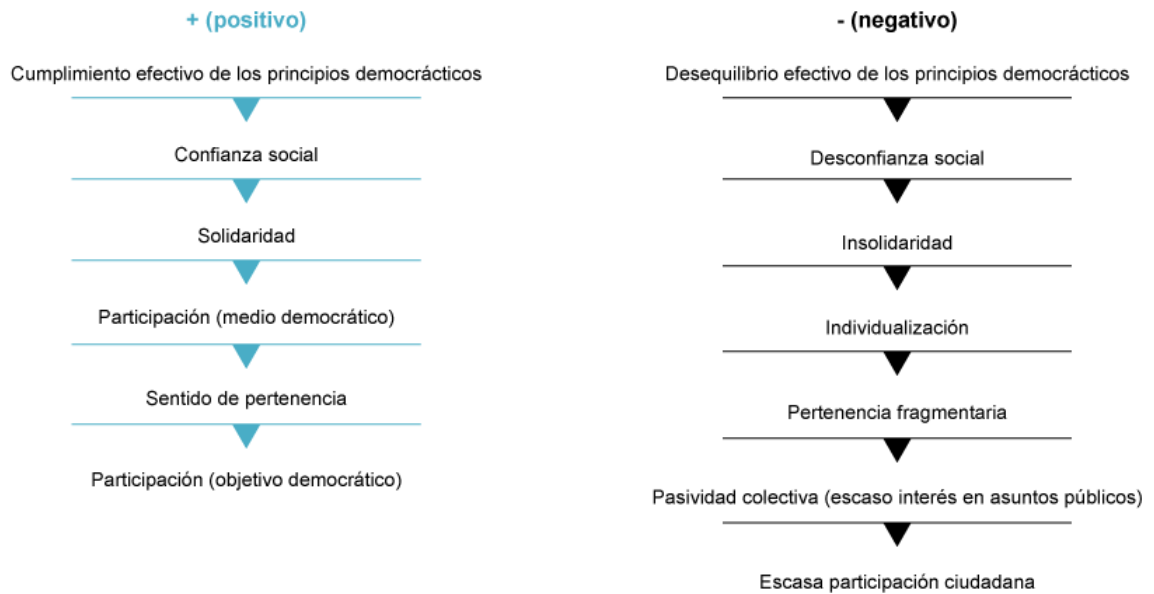 + (positivo)
Cumplimiento efectivo de los principios democrácticos
Confianza social
Solidaridad
Participación (medio democrático)
Sentido de pertenencia
Participación (objetivo democrático)
- (negativo)
Desequilibrio efectivo de los principios democrácticos
Desconfianza social
Insolidaridad
Individualización
Pertenencia fragmentaria
Pasividad colectiva (escaso interés en asuntos públicos)
Escasa participación ciudadana